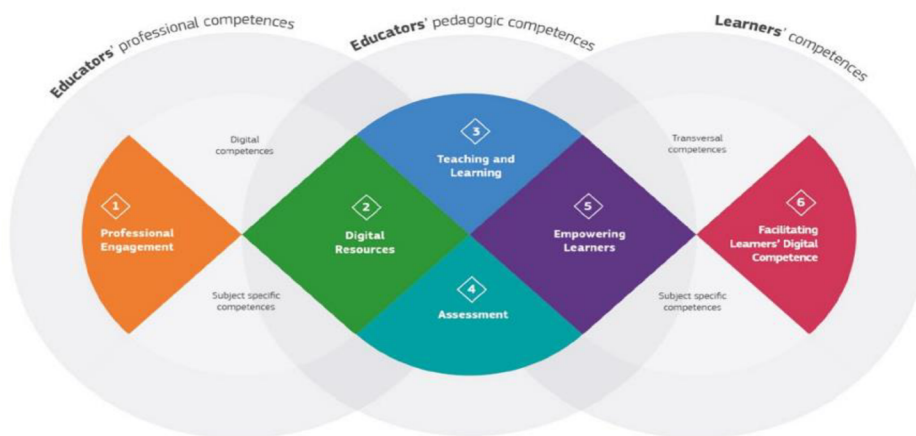 Educators' professional competences
Educators' pedagogic competences
Learners' competences
Digital
competences
Transversal
competences
3
Teaching and
Learning
1
Professional
Engagement
2
Digital
Resources
5
Empowering
Learners
6
Facilitating
Learners' Digital
Competence
Subject specific
competences
4
Assessment
Subject specific
competences